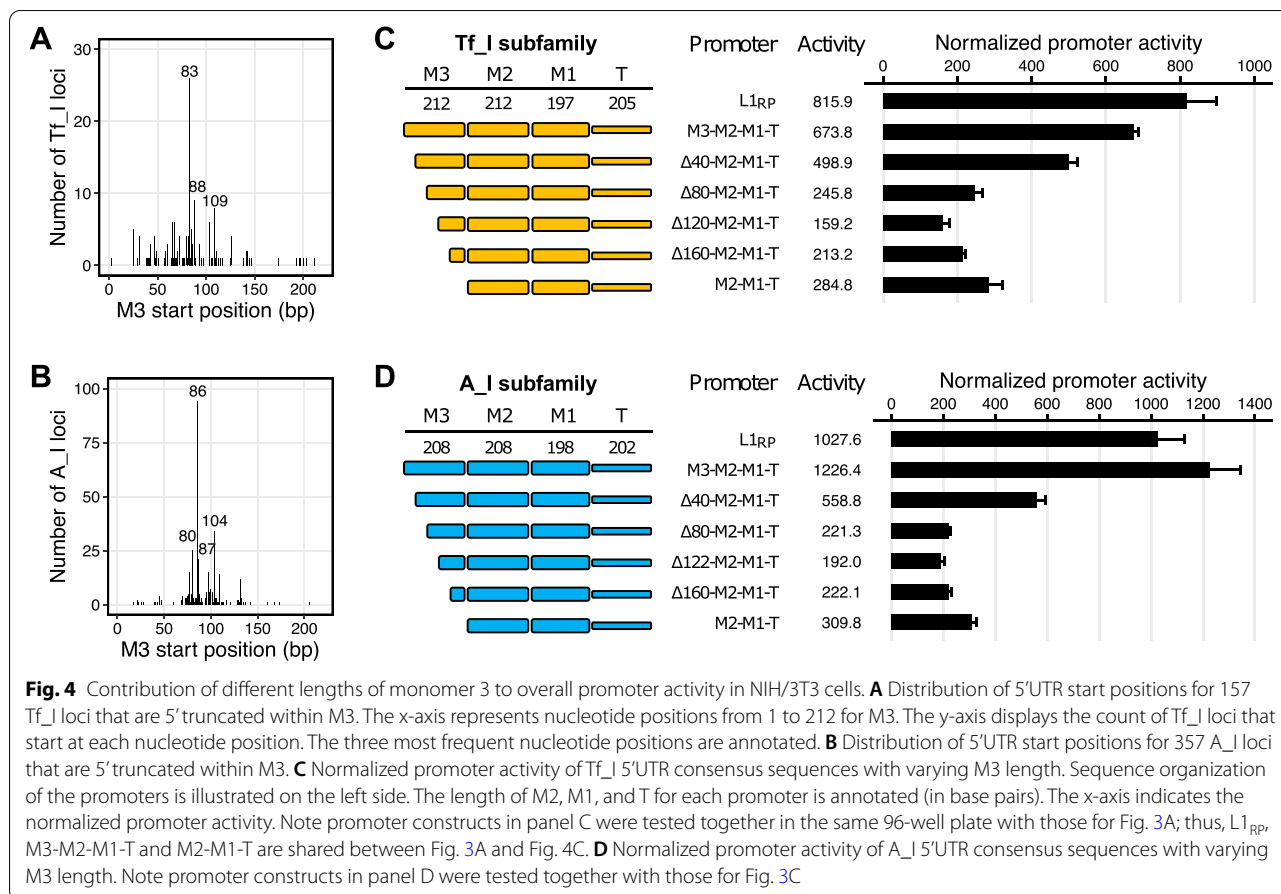 A
30
20
10
0
Number of Tf_I loci
83
88
109
0 50 100 150 200
M3 start position (bp)
C
Tf_I subfamily
M3 M2 M1 T
212 212 197 205
Promoter Activity
Normalized promoter activity
0 200 400 600 800 1000
L1RP 815.9
M3-M2-M1-T 673.8
Δ40-M2-M1-T 498.9
Δ80-M2-M1-T 245.8
Δ120-M2-M1-T 159.2
Δ160-M2-M1-T 213.2
M2-M1-T 284.8
B
100
75
50
25
0
Number of A_I loci
86
80
87
104
0 50 100 150 200
M3 start position (bp)
D
A_I subfamily
M3 M2 M1 T
208 208 198 202
Promoter Activity
Normalized promoter activity
0 200 400 600 800 1000 1200 1400
L1RP 1027.6
M3-M2-M1-T 1226.4
Δ40-M2-M1-T 558.8
Δ80-M2-M1-T 221.3
Δ122-M2-M1-T 192.0
Δ160-M2-M1-T 222.1
M2-M1-T 309.8
Fig. 4 Contribution of different lengths of monomer 3 to overall promoter activity in NIH/3T3 cells. A Distribution of 5′UTR start positions for 157
Tf_I loci that are 5′ truncated within M3. The x-axis represents nucleotide positions from 1 to 212 for M3. The y-axis displays the count of Tf_I loci that
start at each nucleotide position. The three most frequent nucleotide positions are annotated. B Distribution of 5′UTR start positions for 357 A_I loci
that are 5′ truncated within M3. C Normalized promoter activity of Tf_I 5′UTR consensus sequences with varying M3 length. Sequence organization
of the promoters is illustrated on the left side. The length of M2, M1, and T for each promoter is annotated (in base pairs). The x-axis indicates the
normalized promoter activity. Note promoter constructs in panel C were tested together in the same 96-well plate with those for Fig. 3A; thus, L1RP,
M3-M2-M1-T and M2-M1-T are shared between Fig. 3A and Fig. 4C. D Normalized promoter activity of A_I 5′UTR consensus sequences with varying
M3 length. Note promoter constructs in panel D were tested together with those for Fig. 3C